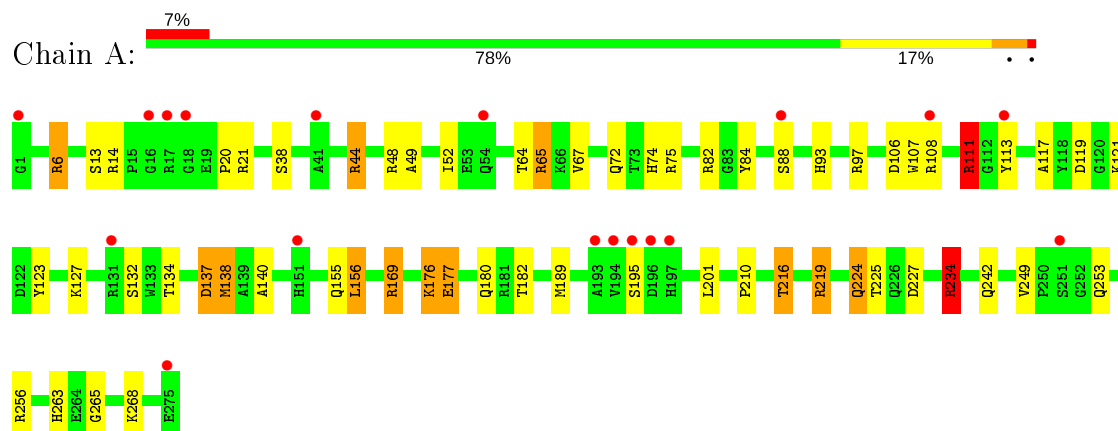 7%
Chain A:
78% 17% • •
G1 R6 S13 R14 P15 G16 R17 G18 E19 P20 R21 S38 A41 R44 R48 A49 I52 E53 Q54 T64 R65 K66 V67 Q72 T73 H74 R75 R82 G83 Y84 S88 H93 R97 D106 W107 R108 R111 G112 Y113 A117 Y118 D119 G120 K121
D122 Y123 K127 R131 S132 W133 T134 D137 M138 A139 A140 H151 Q155 L156 R169 K176 E177 Q180 R181 T182 M189 A193 V194 S195 D196 H197 L201 P210 T216 R219 Q224 T225 Q226 D227 R234 Q242 V249 P250 S251 G252 Q253
R256 H263 E264 G265 K268 E275